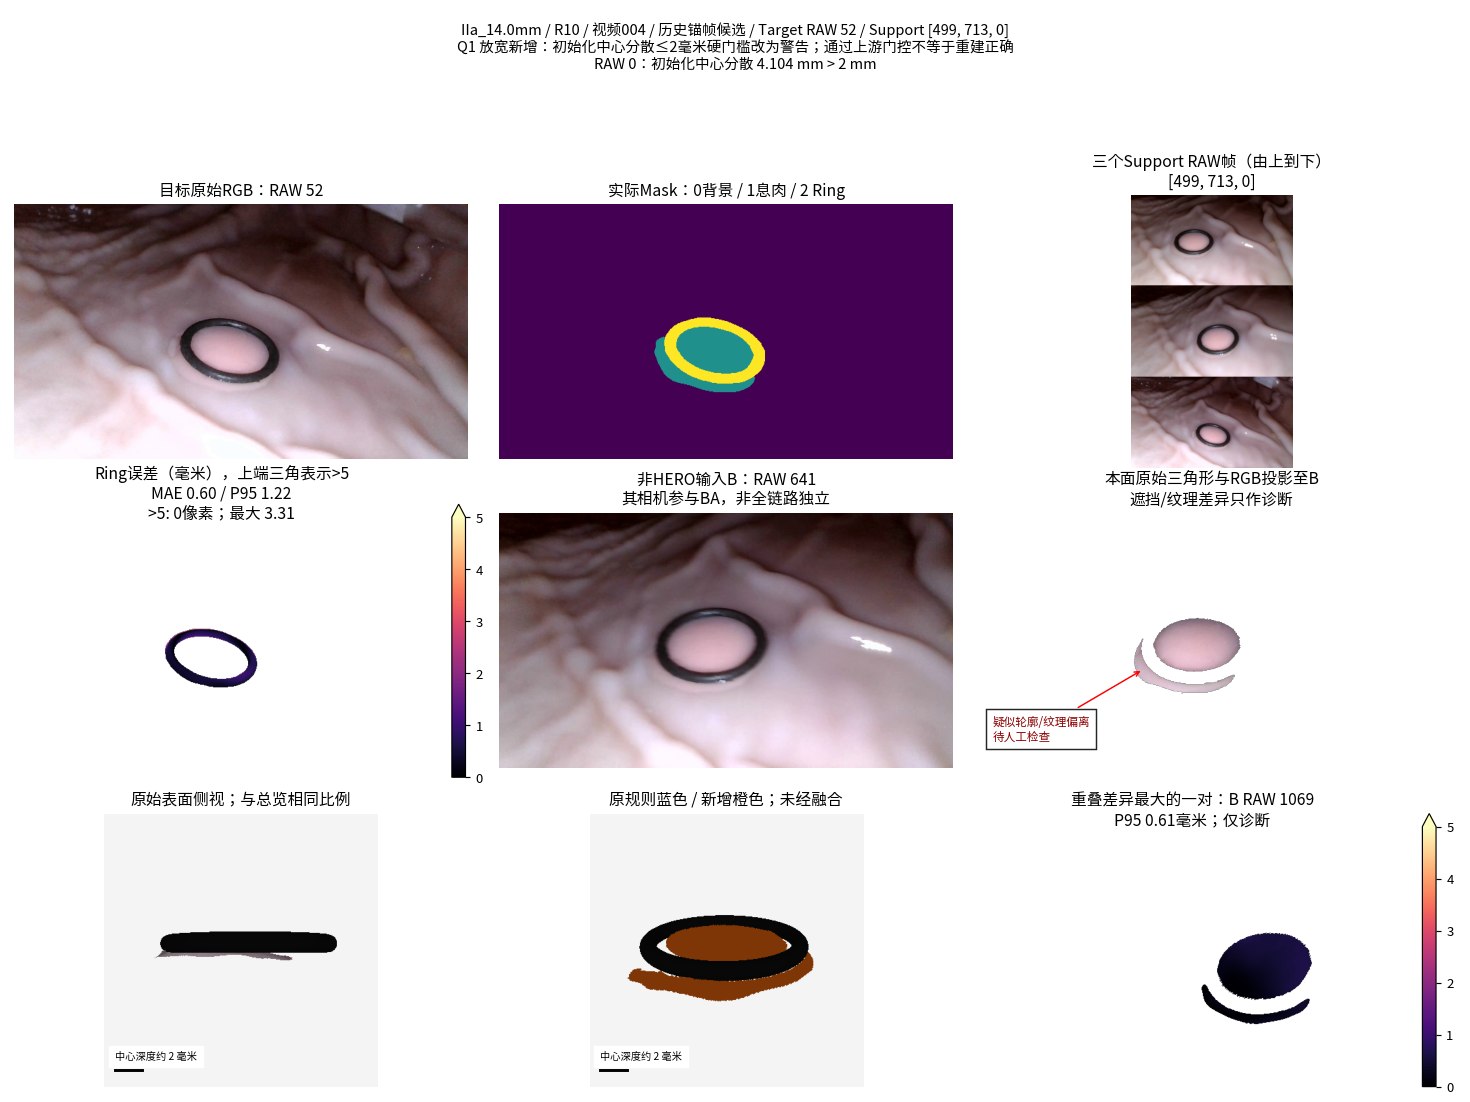 IIa_14.0mm / R10 / 视频004 / 历史锚帧候选 / Target RAW 52 / Support [499, 713, 0]
Q1 放宽新增：初始化中心分散≤2毫米硬门槛改为警告；通过上游门控不等于重建正确
RAW 0：初始化中心分散 4.104 mm > 2 mm
目标原始RGB：RAW 52
实际Mask：0背景 / 1息肉 / 2 Ring
三个Support RAW帧（由上到下）
[499, 713, 0]
Ring误差（毫米），上端三角表示>5
MAE 0.60 / P95 1.22
>5: 0像素；最大 3.31
5
4
3
2
1
0
非HERO输入B：RAW 641
其相机参与BA，非全链路独立
本面原始三角形与RGB投影至B
遮挡/纹理差异只作诊断
疑似轮廓/纹理偏离
待人工检查
原始表面侧视；与总览相同比例
中心深度约 2 毫米
原规则蓝色 / 新增橙色；未经融合
中心深度约 2 毫米
重叠差异最大的一对：B RAW 1069
P95 0.61毫米；仅诊断
5
4
3
2
1
0